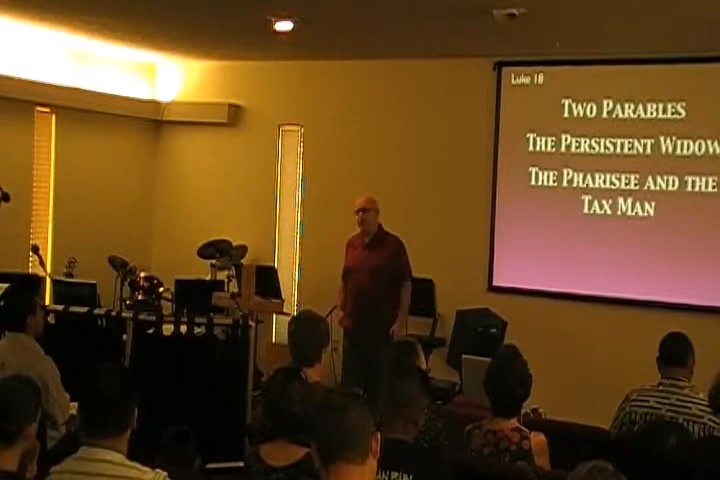 Luke 18
TWO PARABLES
THE PERSISTENT WIDOW
THE PHARISEE AND THE
TAX MAN